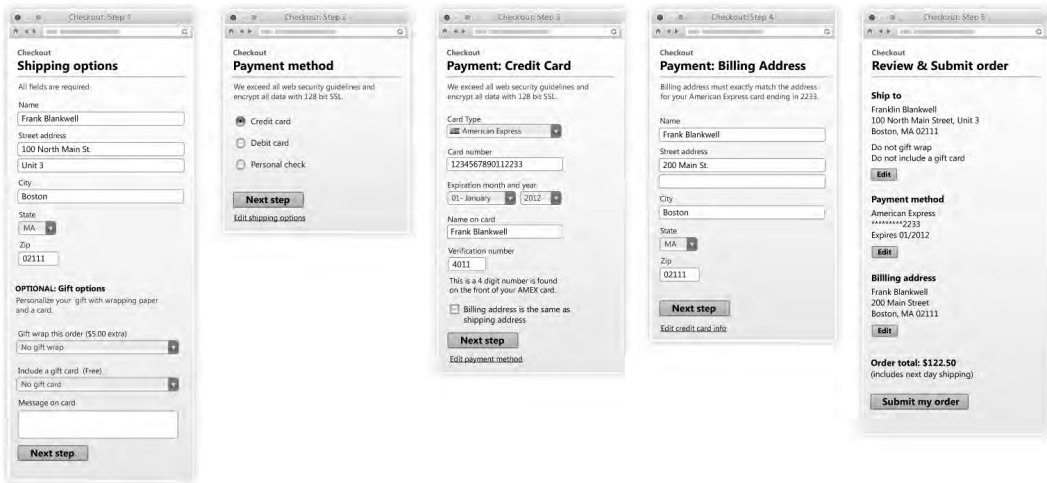 Checkout: Step 1
Checkout
Shipping options
All fields are required
Name
Frank Blankwell
Street address
100 North Main St.
Unit 3
City
Boston
State
MA
Zip
02111
OPTIONAL: Gift options
Personalize your gift with wrapping paper
and a card.
Gift wrap this order ($5.00 extra)
No gift wrap
Include a gift card (Free)
No gift card
Message on card
Next step
Checkout: Step 2
Checkout
Payment method
We exceed all web security guidelines and
encrypt all data with 128 bit SSL.
Credit card
Debit card
Personal check
Next step
Edit shipping options
Checkout: Step 3
Checkout
Payment: Credit Card
We exceed all web security guidelines and
encrypt all data with 128 bit SSL.
Card Type
American Express
Card number
1234567890112233
Expiration month and year
01- January 2012
Name on card
Frank Blankwell
Verification number
4011
This is a 4 digit number is found
on the front of your AMEX card.
Billing address is the same as
shipping address
Next step
Edit payment method
Checkout: Step 4
Checkout
Payment: Billing Address
Billing address must exactly match the address
for your American Express card ending in 2233.
Name
Frank Blankwell
Street address
200 Main St.
City
Boston
State
MA
Zip
02111
Next step
Edit credit card info
Checkout: Step 5
Checkout
Review & Submit order
Ship to
Franklin Blankwell
100 North Main Street, Unit 3
Boston, MA 02111
Do not gift wrap
Do not include a gift card
Edit
Payment method
American Express
*********2233
Expires 01/2012
Edit
Billling address
Frank Blankwell
200 Main Street
Boston, MA 02111
Edit
Order total: $122.50
(includes next day shipping)
Submit my order